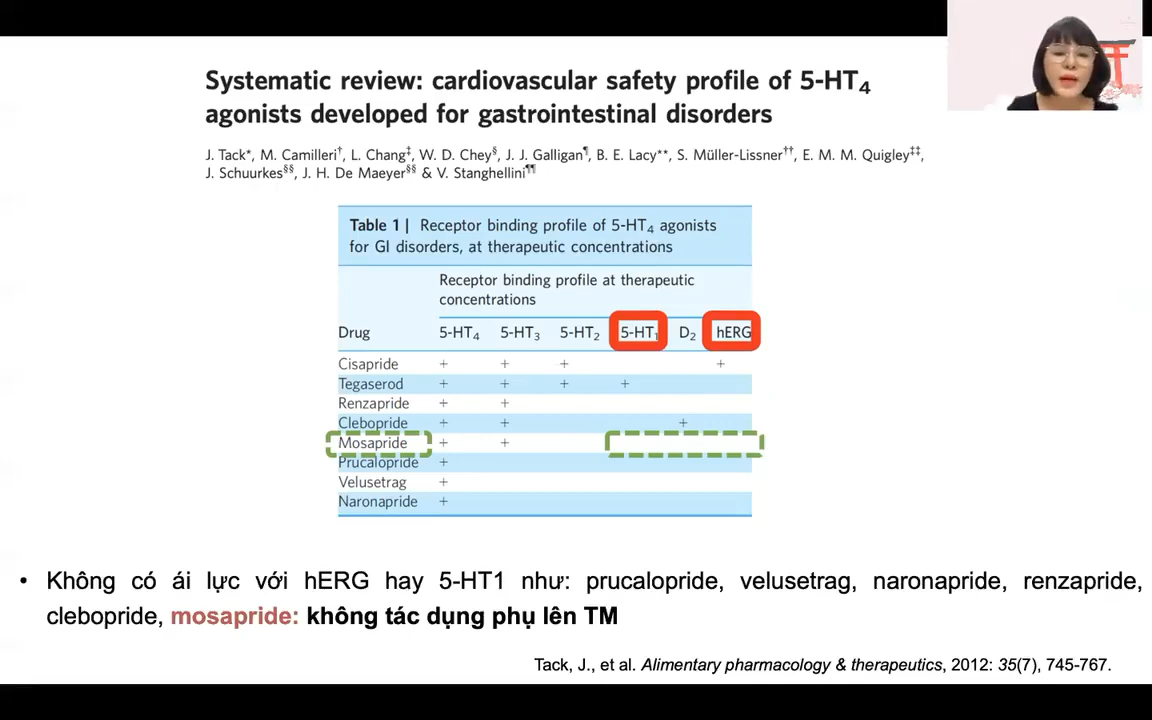 Systematic review: cardiovascular safety profile of 5-HT₄
agonists developed for gastrointestinal disorders
J. Tack*, M. Camilleri†, L. Chang‡, W. D. Chey§, J. J. Galligan¶, B. E. Lacy**, S. Müller-Lissner††, E. M. M. Quigley‡‡,
J. Schuurkes§§, J. H. De Maeyer§§ & V. Stanghellini¶¶
Table 1 | Receptor binding profile of 5-HT₄ agonists
for GI disorders, at therapeutic concentrations
Receptor binding profile at therapeutic
concentrations
Drug 5-HT₄ 5-HT₃ 5-HT₂ 5-HT₁ D₂ hERG
Cisapride + + + +
Tegaserod + + + +
Renzapride + +
Clebopride + + +
Mosapride + +
Prucalopride +
Velusetrag +
Naronapride +
• Không có ái lực với hERG hay 5-HT1 như: prucalopride, velusetrag, naronapride, renzapride,
clebopride, mosapride: không tác dụng phụ lên TM
Tack, J., et al. Alimentary pharmacology & therapeutics, 2012: 35(7), 745-767.